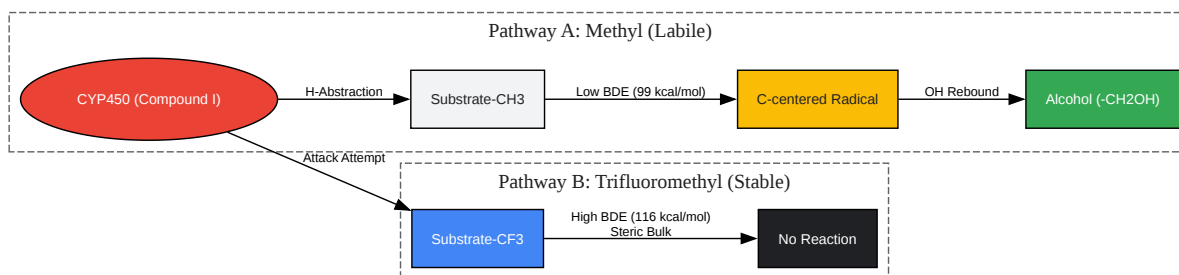 Pathway A: Methyl (Labile)
CYP450 (Compound I)
H-Abstraction
Substrate-CH3
Low BDE (99 kcal/mol)
C-centered Radical
OH Rebound
Alcohol (-CH2OH)
Attack Attempt
Pathway B: Trifluoromethyl (Stable)
Substrate-CF3
High BDE (116 kcal/mol)
Steric Bulk
No Reaction